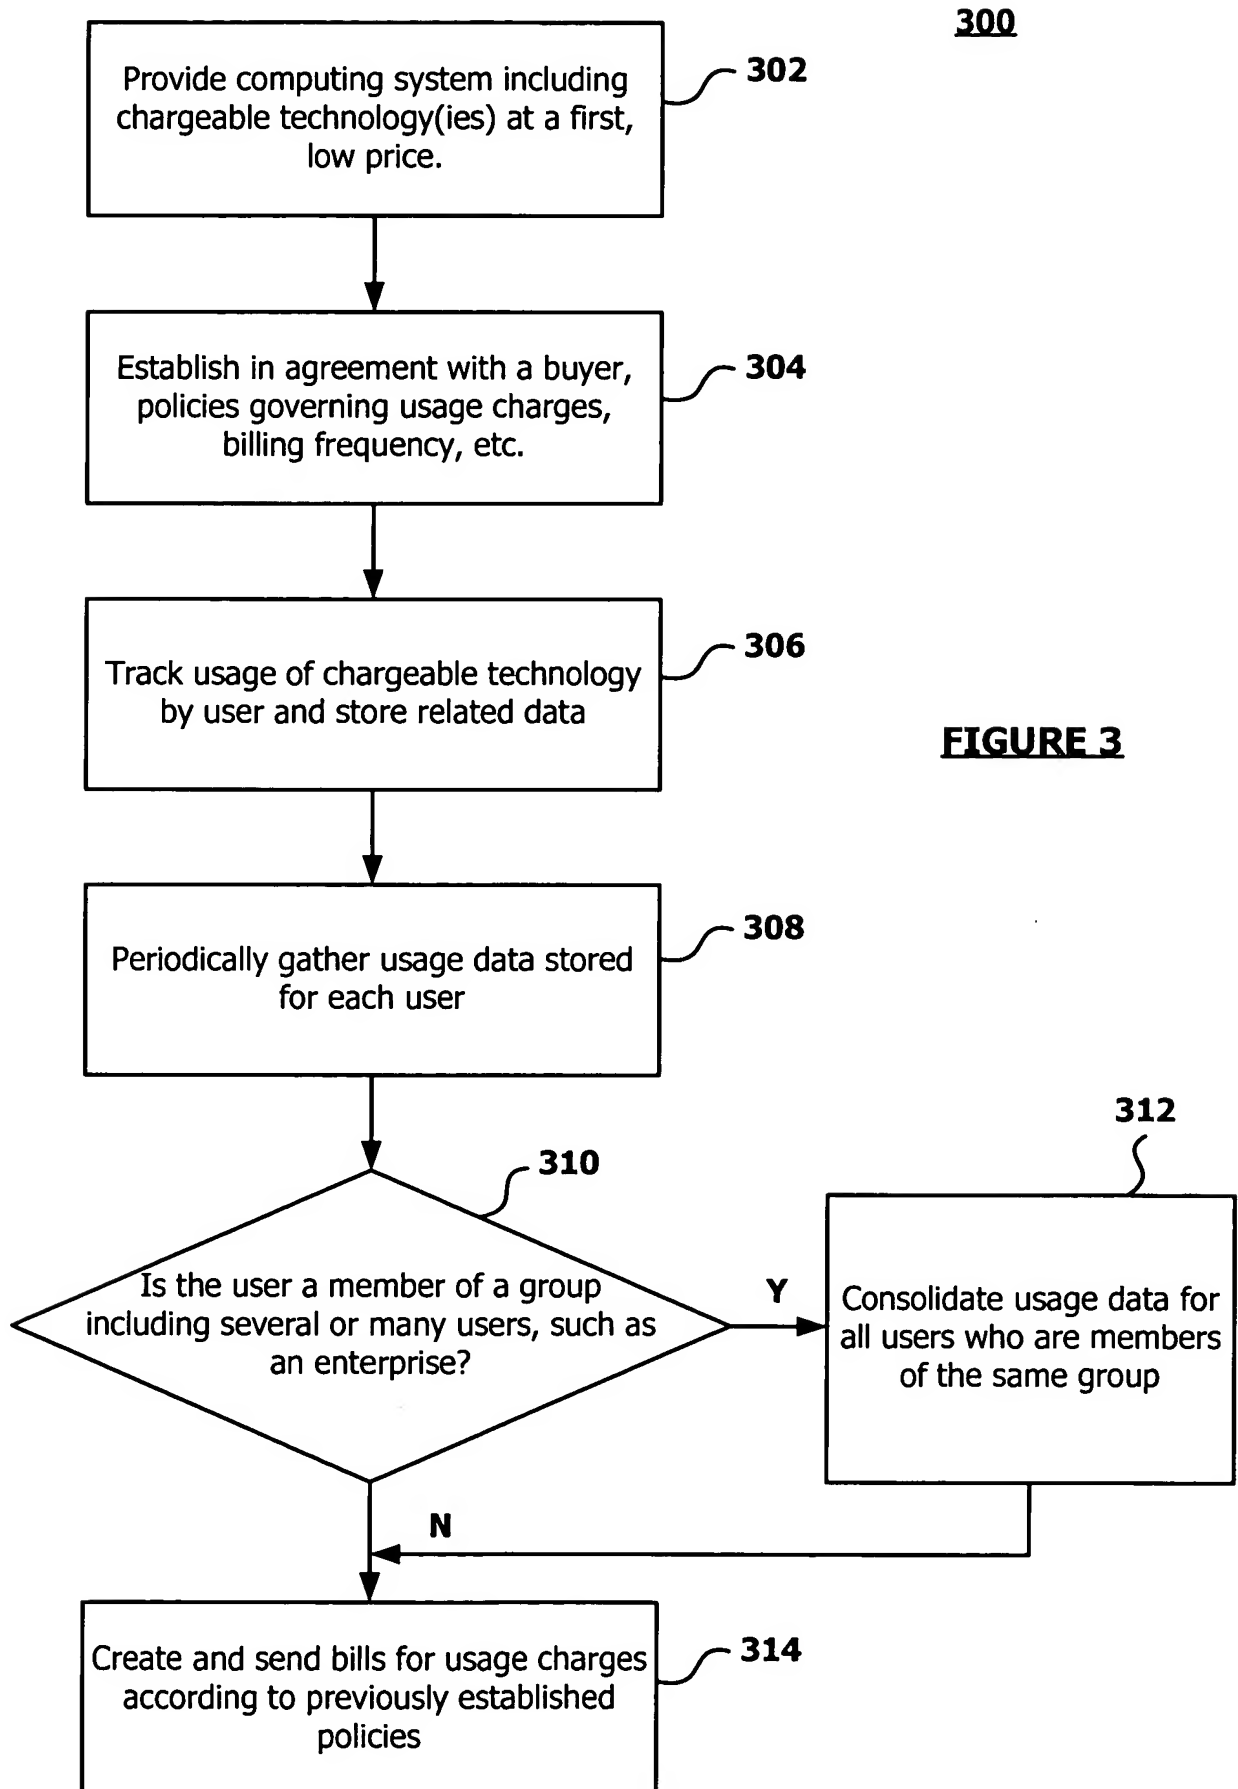 300
Provide computing system including
chargeable technology(ies) at a first,
low price.
302
Establish in agreement with a buyer,
policies governing usage charges,
billing frequency, etc.
304
Track usage of chargeable technology
by user and store related data
306
FIGURE 3
Periodically gather usage data stored
for each user
308
310
Is the user a member of a group
including several or many users, such as
an enterprise?
Y
312
Consolidate usage data for
all users who are members
of the same group
N
Create and send bills for usage charges
according to previously established
policies
314